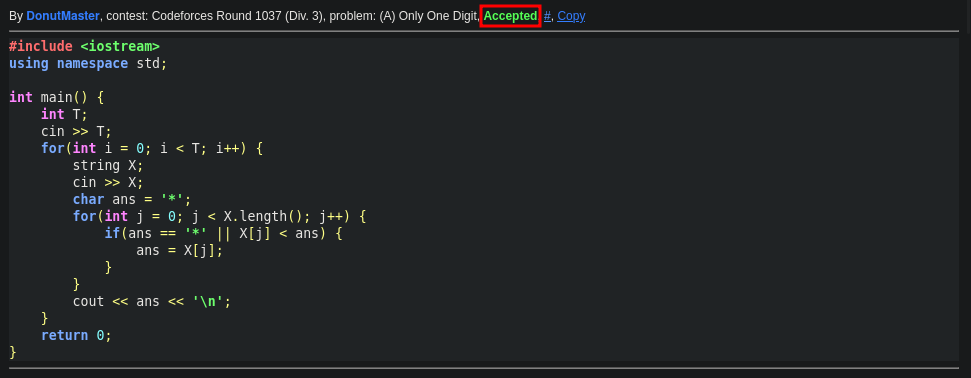 By DonutMaster, contest: Codeforces Round 1037 (Div. 3), problem: (A) Only One Digit, Accepted, #, Copy
#include <iostream>
using namespace std;

int main() {
    int T;
    cin >> T;
    for(int i = 0; i < T; i++) {
        string X;
        cin >> X;
        char ans = '*';
        for(int j = 0; j < X.length(); j++) {
            if(ans == '*' || X[j] < ans) {
                ans = X[j];
            }
        }
        cout << ans << '\n';
    }
    return 0;
}